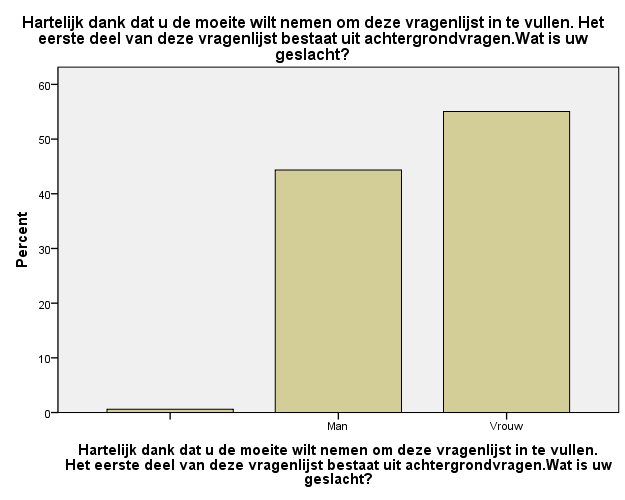 Hartelijk dank dat u de moeite wilt nemen om deze vragenlijst in te vullen. Het
eerste deel van deze vragenlijst bestaat uit achtergrondvragen.Wat is uw
geslacht?
60
50
40
30
20
10
0
Percent
Man
Vrouw
Hartelijk dank dat u de moeite wilt nemen om deze vragenlijst in te vullen.
Het eerste deel van deze vragenlijst bestaat uit achtergrondvragen.Wat is uw
geslacht?